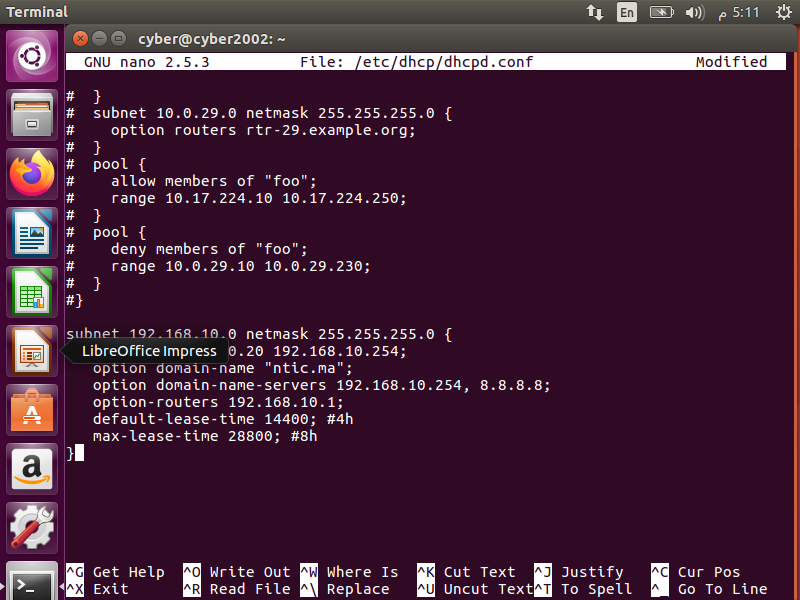 Terminal
En
5:11 م
cyber@cyber2002: ~
GNU nano 2.5.3 File: /etc/dhcp/dhcpd.conf Modified
#  }
#  subnet 10.0.29.0 netmask 255.255.255.0 {
#    option routers rtr-29.example.org;
#  }
#  pool {
#    allow members of "foo";
#    range 10.17.224.10 10.17.224.250;
#  }
#  pool {
#    deny members of "foo";
#    range 10.0.29.10 10.0.29.230;
#  }
#}
subnet 192.168.10.0 netmask 255.255.255.0 {
LibreOffice Impress
0.20 192.168.10.254;
option domain-name "ntic.ma";
option domain-name-servers 192.168.10.254, 8.8.8.8;
option-routers 192.168.10.1;
default-lease-time 14400; #4h
max-lease-time 28800; #8h
}
^G Get Help ^O Write Out ^W Where Is ^K Cut Text ^J Justify ^C Cur Pos
^X Exit ^R Read File ^\ Replace ^U Uncut Text ^T To Spell ^_ Go To Line